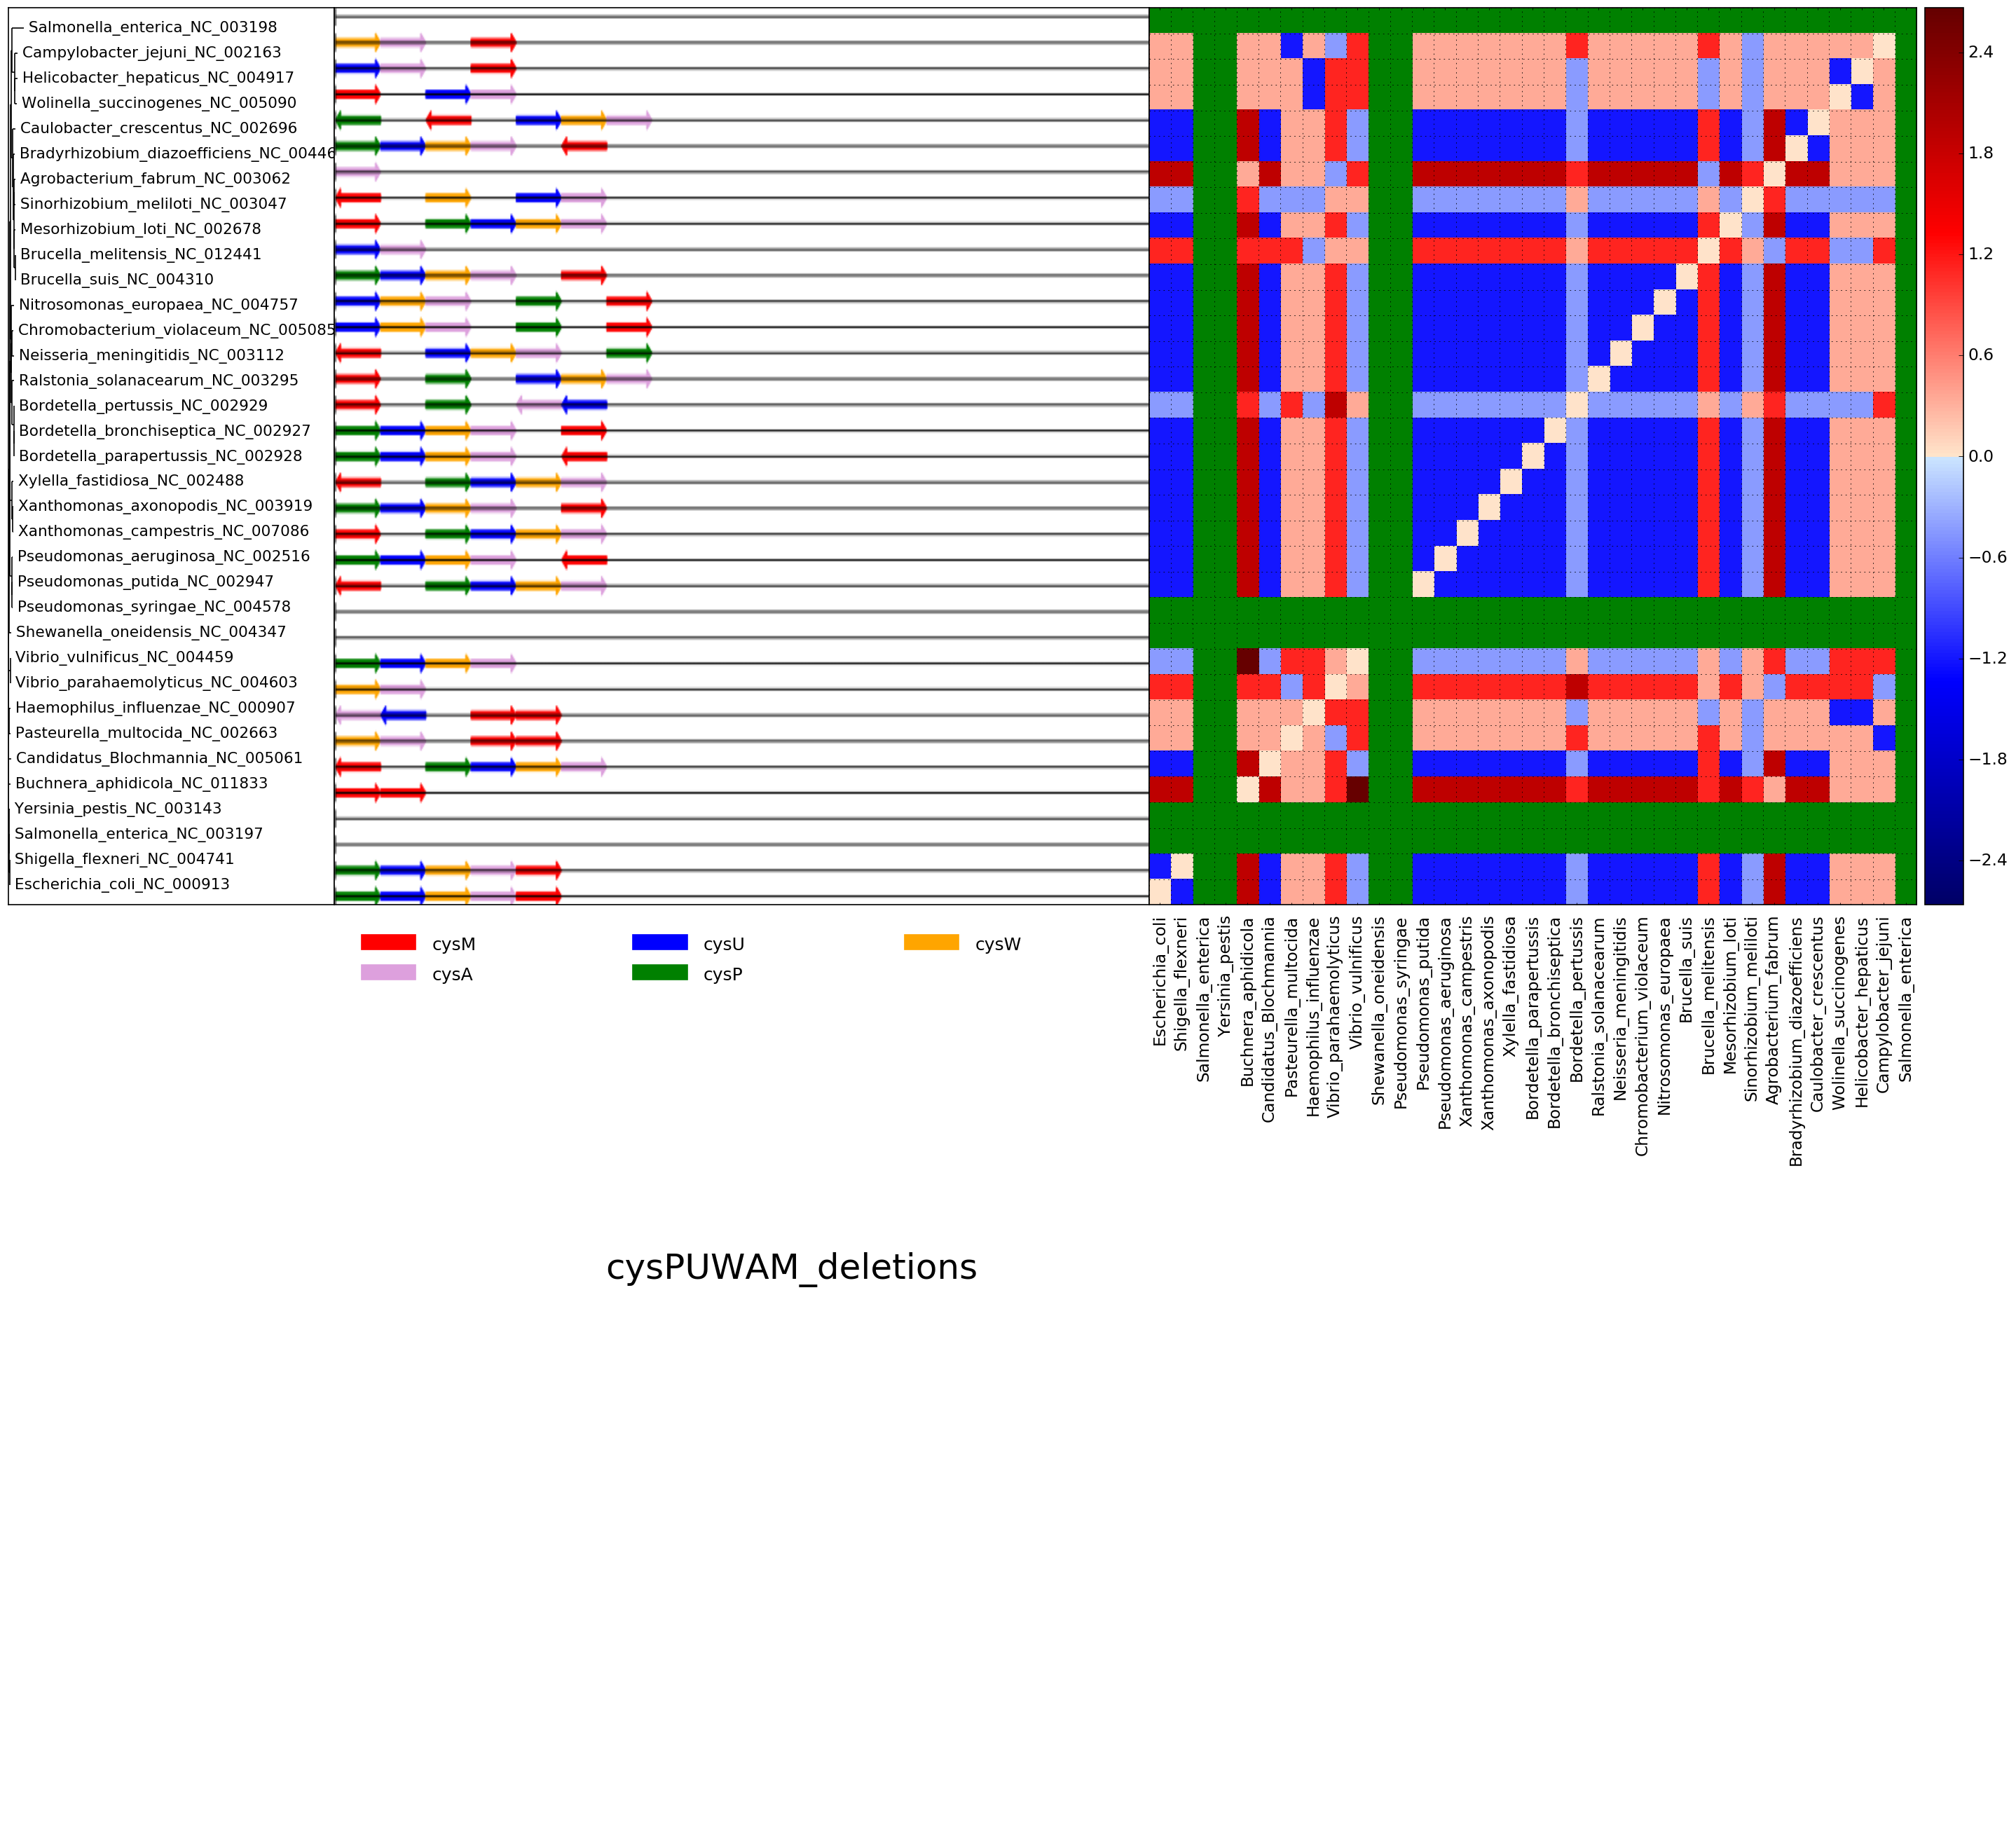 Salmonella_enterica_NC_003198
Campylobacter_jejuni_NC_002163
Helicobacter_hepaticus_NC_004917
Wolinella_succinogenes_NC_005090
Caulobacter_crescentus_NC_002696
Bradyrhizobium_diazoefficiens_NC_00446
Agrobacterium_fabrum_NC_003062
Sinorhizobium_meliloti_NC_003047
Mesorhizobium_loti_NC_002678
Brucella_melitensis_NC_012441
Brucella_suis_NC_004310
Nitrosomonas_europaea_NC_004757
Chromobacterium_violaceum_NC_005085
Neisseria_meningitidis_NC_003112
Ralstonia_solanacearum_NC_003295
Bordetella_pertussis_NC_002929
Bordetella_bronchiseptica_NC_002927
Bordetella_parapertussis_NC_002928
Xylella_fastidiosa_NC_002488
Xanthomonas_axonopodis_NC_003919
Xanthomonas_campestris_NC_007086
Pseudomonas_aeruginosa_NC_002516
Pseudomonas_putida_NC_002947
Pseudomonas_syringae_NC_004578
Shewanella_oneidensis_NC_004347
Vibrio_vulnificus_NC_004459
Vibrio_parahaemolyticus_NC_004603
Haemophilus_influenzae_NC_000907
Pasteurella_multocida_NC_002663
Candidatus_Blochmannia_NC_005061
Buchnera_aphidicola_NC_011833
Yersinia_pestis_NC_003143
Salmonella_enterica_NC_003197
Shigella_flexneri_NC_004741
Escherichia_coli_NC_000913
2.4
1.8
1.2
0.6
0.0
−0.6
−1.2
−1.8
−2.4
Escherichia_coli
Shigella_flexneri
Salmonella_enterica
Yersinia_pestis
Buchnera_aphidicola
Candidatus_Blochmannia
Pasteurella_multocida
Haemophilus_influenzae
Vibrio_parahaemolyticus
Vibrio_vulnificus
Shewanella_oneidensis
Pseudomonas_syringae
Pseudomonas_putida
Pseudomonas_aeruginosa
Xanthomonas_campestris
Xanthomonas_axonopodis
Xylella_fastidiosa
Bordetella_parapertussis
Bordetella_bronchiseptica
Bordetella_pertussis
Ralstonia_solanacearum
Neisseria_meningitidis
Chromobacterium_violaceum
Nitrosomonas_europaea
Brucella_suis
Brucella_melitensis
Mesorhizobium_loti
Sinorhizobium_meliloti
Agrobacterium_fabrum
Bradyrhizobium_diazoefficiens
Caulobacter_crescentus
Wolinella_succinogenes
Helicobacter_hepaticus
Campylobacter_jejuni
Salmonella_enterica
cysM cysU cysW
cysA cysP
cysPUWAM_deletions